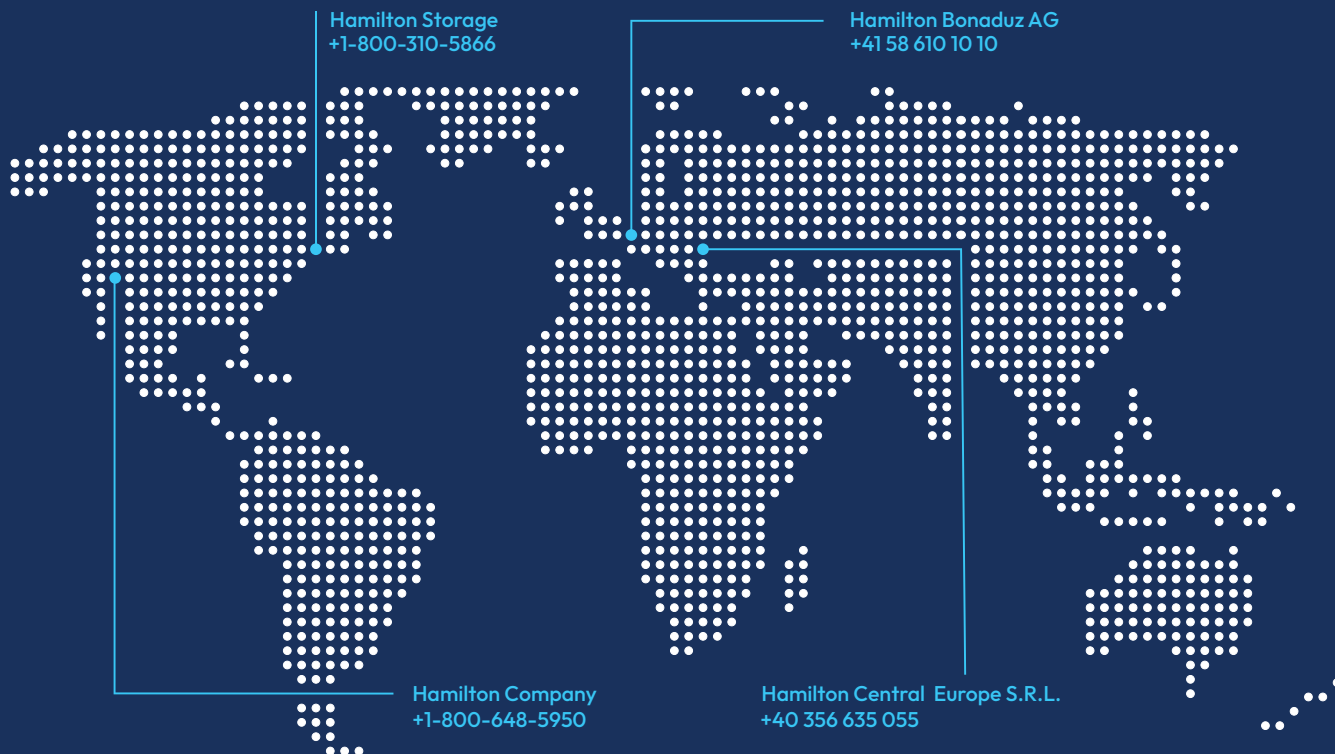 Hamilton Storage
+1-800-310-5866
Hamilton Bonaduz AG
+41 58 610 10 10
Hamilton Company
+1-800-648-5950
Hamilton Central Europe S.R.L.
+40 356 635 055